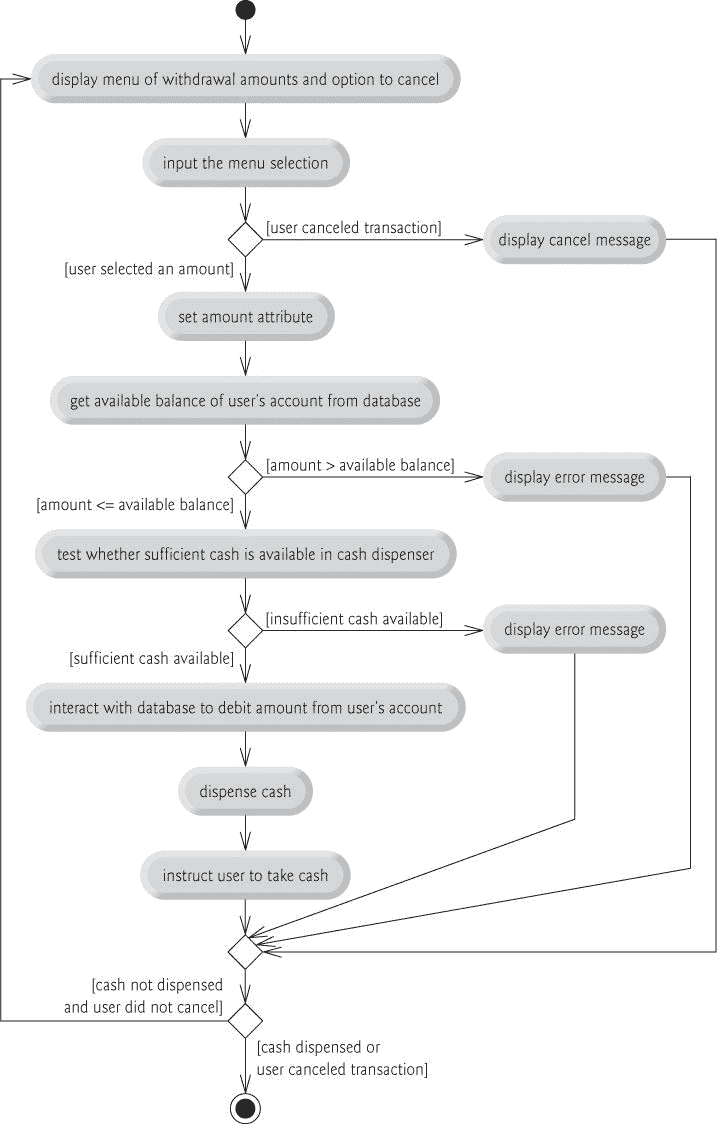 display menu of withdrawal amounts and option to cancel
input the menu selection
[user canceled transaction]
display cancel message
[user selected an amount]
set amount attribute
get available balance of user's account from database
[amount > available balance]
display error message
[amount <= available balance]
test whether sufficient cash is available in cash dispenser
[insufficient cash available]
display error message
[sufficient cash available]
interact with database to debit amount from user's account
dispense cash
instruct user to take cash
[cash not dispensed
and user did not cancel]
[cash dispensed or
user canceled transaction]